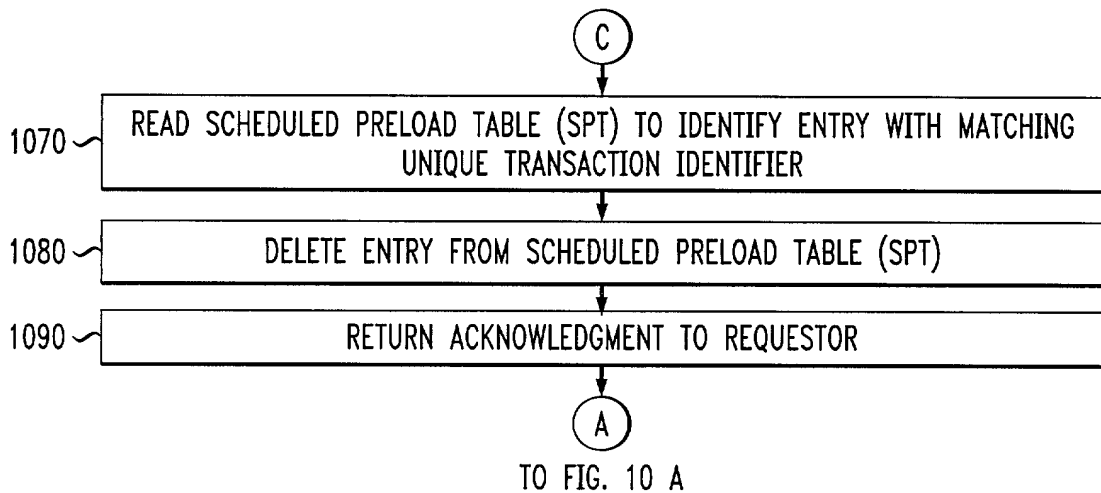 C
1070 READ SCHEDULED PRELOAD TABLE (SPT) TO IDENTIFY ENTRY WITH MATCHING
UNIQUE TRANSACTION IDENTIFIER
1080 DELETE ENTRY FROM SCHEDULED PRELOAD TABLE (SPT)
1090 RETURN ACKNOWLEDGMENT TO REQUESTOR
A
TO FIG. 10 A